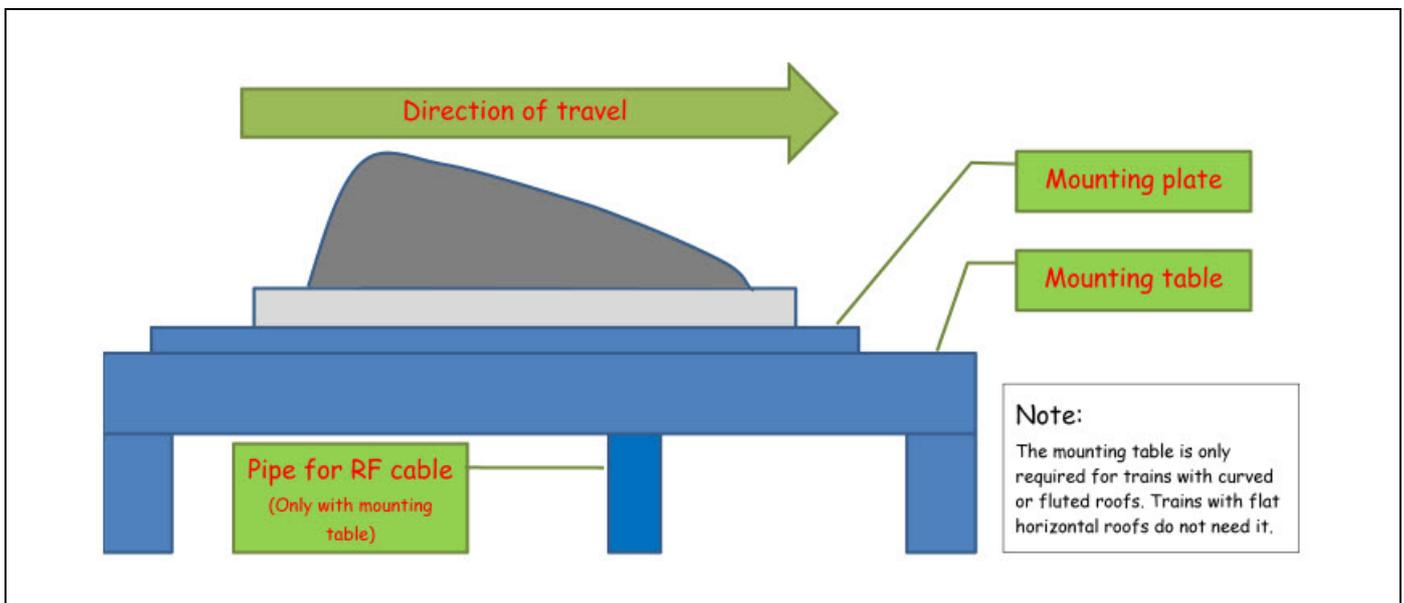 Direction of travel
Mounting plate
Mounting table
Note:
The mounting table is only
required for trains with curved
or fluted roofs. Trains with flat
horizontal roofs do not need it.
Pipe for RF cable
(Only with mounting
table)